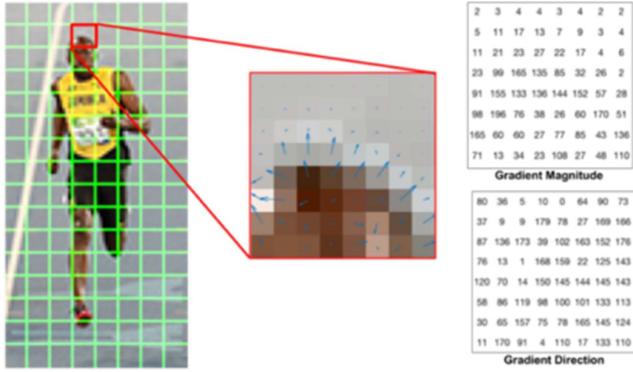 2 3 4 4 3 4 2 2
5 11 17 13 7 9 3 4
11 21 23 27 22 17 4 6
23 99 165 135 85 32 26 2
91 155 133 136 144 152 57 28
98 196 76 38 26 60 170 51
165 60 60 27 77 85 43 136
71 13 34 23 108 27 48 110
Gradient Magnitude
80 36 5 10 0 64 90 73
37 9 9 179 78 27 169 166
87 136 173 39 102 163 152 176
76 13 1 168 159 22 125 143
120 70 14 150 145 144 145 143
58 86 119 98 100 101 133 113
30 65 157 75 78 165 145 124
11 170 91 4 110 17 133 110
Gradient Direction